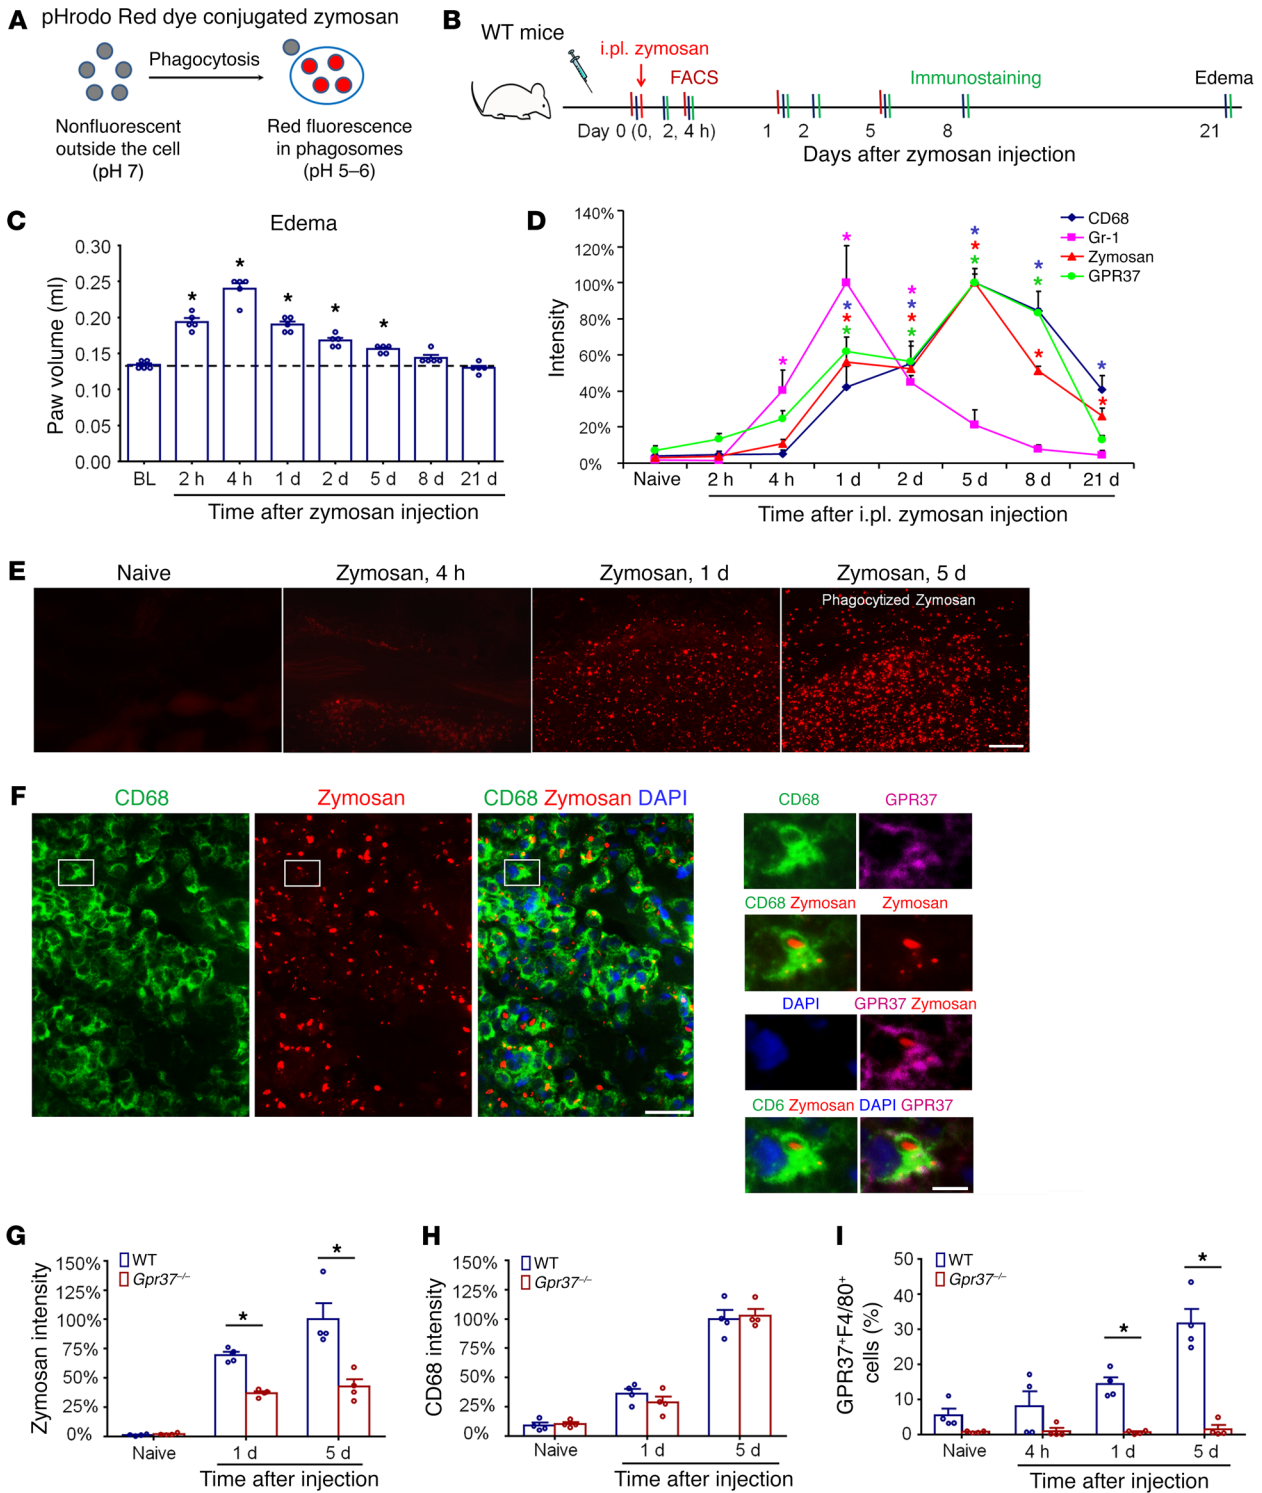 A
pHrodo Red dye conjugated zymosan
Phagocytosis
Nonfluorescent
outside the cell
(pH 7)
Red fluorescence
in phagosomes
(pH 5–6)
B
WT mice
i.pl. zymosan
FACS
Immunostaining
Edema
Day 0 (0, 2, 4 h)
1
2
5
8
21
Days after zymosan injection
C
Edema
Paw volume (ml)
0.30
0.25
0.20
0.15
0.10
0.05
0.00
* * * * *
BL 2 h 4 h 1 d 2 d 5 d 8 d 21 d
Time after zymosan injection
D
Intensity
140%
120%
100%
80%
60%
40%
20%
0%
CD68
Gr-1
Zymosan
GPR37
Naive 2 h 4 h 1 d 2 d 5 d 8 d 21 d
Time after i.pl. zymosan injection
E
Naive
Zymosan, 4 h
Zymosan, 1 d
Zymosan, 5 d
Phagocytized Zymosan
F
CD68
Zymosan
CD68 Zymosan DAPI
CD68
GPR37
CD68 Zymosan
Zymosan
DAPI
GPR37 Zymosan
CD6 Zymosan DAPI GPR37
G
Zymosan intensity
150%
125%
100%
75%
50%
25%
0%
WT
Gpr37–/–
* *
Naive 1 d 5 d
Time after injection
H
CD68 intensity
150%
125%
100%
75%
50%
25%
0%
WT
Gpr37–/–
Naive 1 d 5 d
Time after injection
I
GPR37+F4/80+
cells (%)
50
40
30
20
10
0
WT
Gpr37–/–
* *
Naive 4 h 1 d 5 d
Time after injection